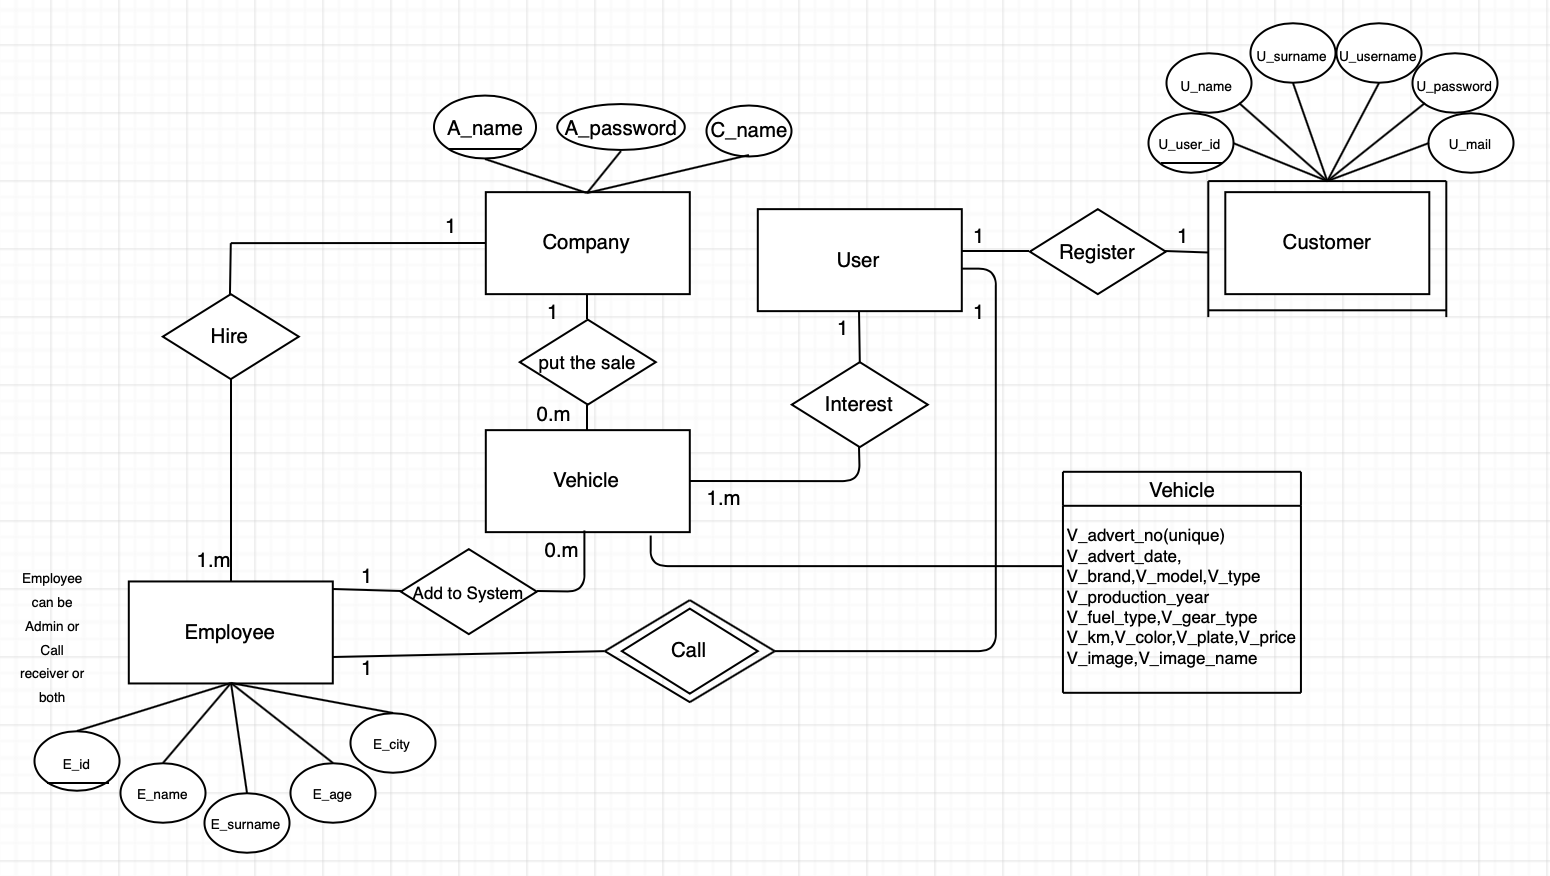 U_surname
U_username
U_name
U_password
A_name
A_password
C_name
U_user_id
U_mail
1
Company
User
1
Register
1
Customer
Hire
1
put the sale
1
1
Interest
0.m
Vehicle
1.m
Vehicle
V_advert_no(unique)
V_advert_date,
V_brand,V_model,V_type
V_production_year
V_fuel_type,V_gear_type
V_km,V_color,V_plate,V_price
V_image,V_image_name
0.m
1.m
1
Add to System
Employee
can be
Admin or
Call
receiver or
both
Employee
1
Call
E_id
E_name
E_surname
E_age
E_city